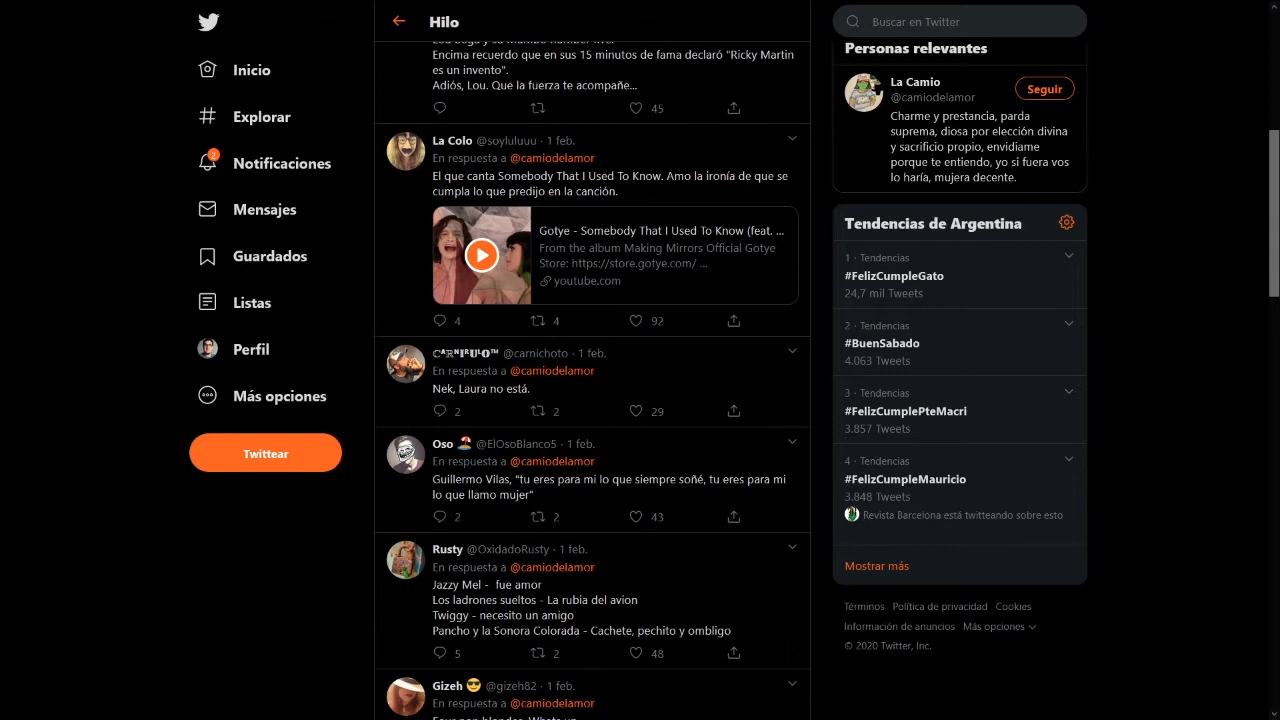 Inicio
Explorar
2
Notificaciones
Mensajes
Guardados
Listas
Perfil
Más opciones
Twittear
Hilo
Encima recuerdo que en sus 15 minutos de fama declaró "Ricky Martin
es un invento".
Adiós, Lou. Que la fuerza te acompañe...
45
La Colo @soyluluuu · 1 feb.
En respuesta a @camiodelamor
El que canta Somebody That I Used To Know. Amo la ironía de que se
cumpla lo que predijo en la canción.
Gotye - Somebody That I Used To Know (feat. ...
From the album Making Mirrors Official Gotye
Store: https://store.gotye.com/ ...
youtube.com
4 4 92
@carnichoto · 1 feb.
En respuesta a @camiodelamor
Nek, Laura no está.
2 2 29
Oso 🏖️ @ElOsoBlanco5 · 1 feb.
En respuesta a @camiodelamor
Guillermo Vilas, "tu eres para mi lo que siempre soñé, tu eres para mi
lo que llamo mujer"
2 2 43
Rusty @OxidadoRusty · 1 feb.
En respuesta a @camiodelamor
Jazzy Mel - fue amor
Los ladrones sueltos - La rubia del avion
Twiggy - necesito un amigo
Pancho y la Sonora Colorada - Cachete, pechito y ombligo
5 2 48
Gizeh 😎 @gizeh82 · 1 feb.
En respuesta a @camiodelamor
Buscar en Twitter
Personas relevantes
La Camio
@camiodelamor
Seguir
Charme y prestancia, parda
suprema, diosa por elección divina
y sacrificio propio, envidiame
porque te entiendo, yo si fuera vos
lo haría, mujera decente.
Tendencias de Argentina
1 · Tendencias
#FelizCumpleGato
24,7 mil Tweets
2 · Tendencias
#BuenSabado
4.063 Tweets
3 · Tendencias
#FelizCumplePteMacri
3.857 Tweets
4 · Tendencias
#FelizCumpleMauricio
3.848 Tweets
Revista Barcelona está twitteando sobre esto
Mostrar más
Términos Política de privacidad Cookies
Información de anuncios Más opciones
© 2020 Twitter, Inc.